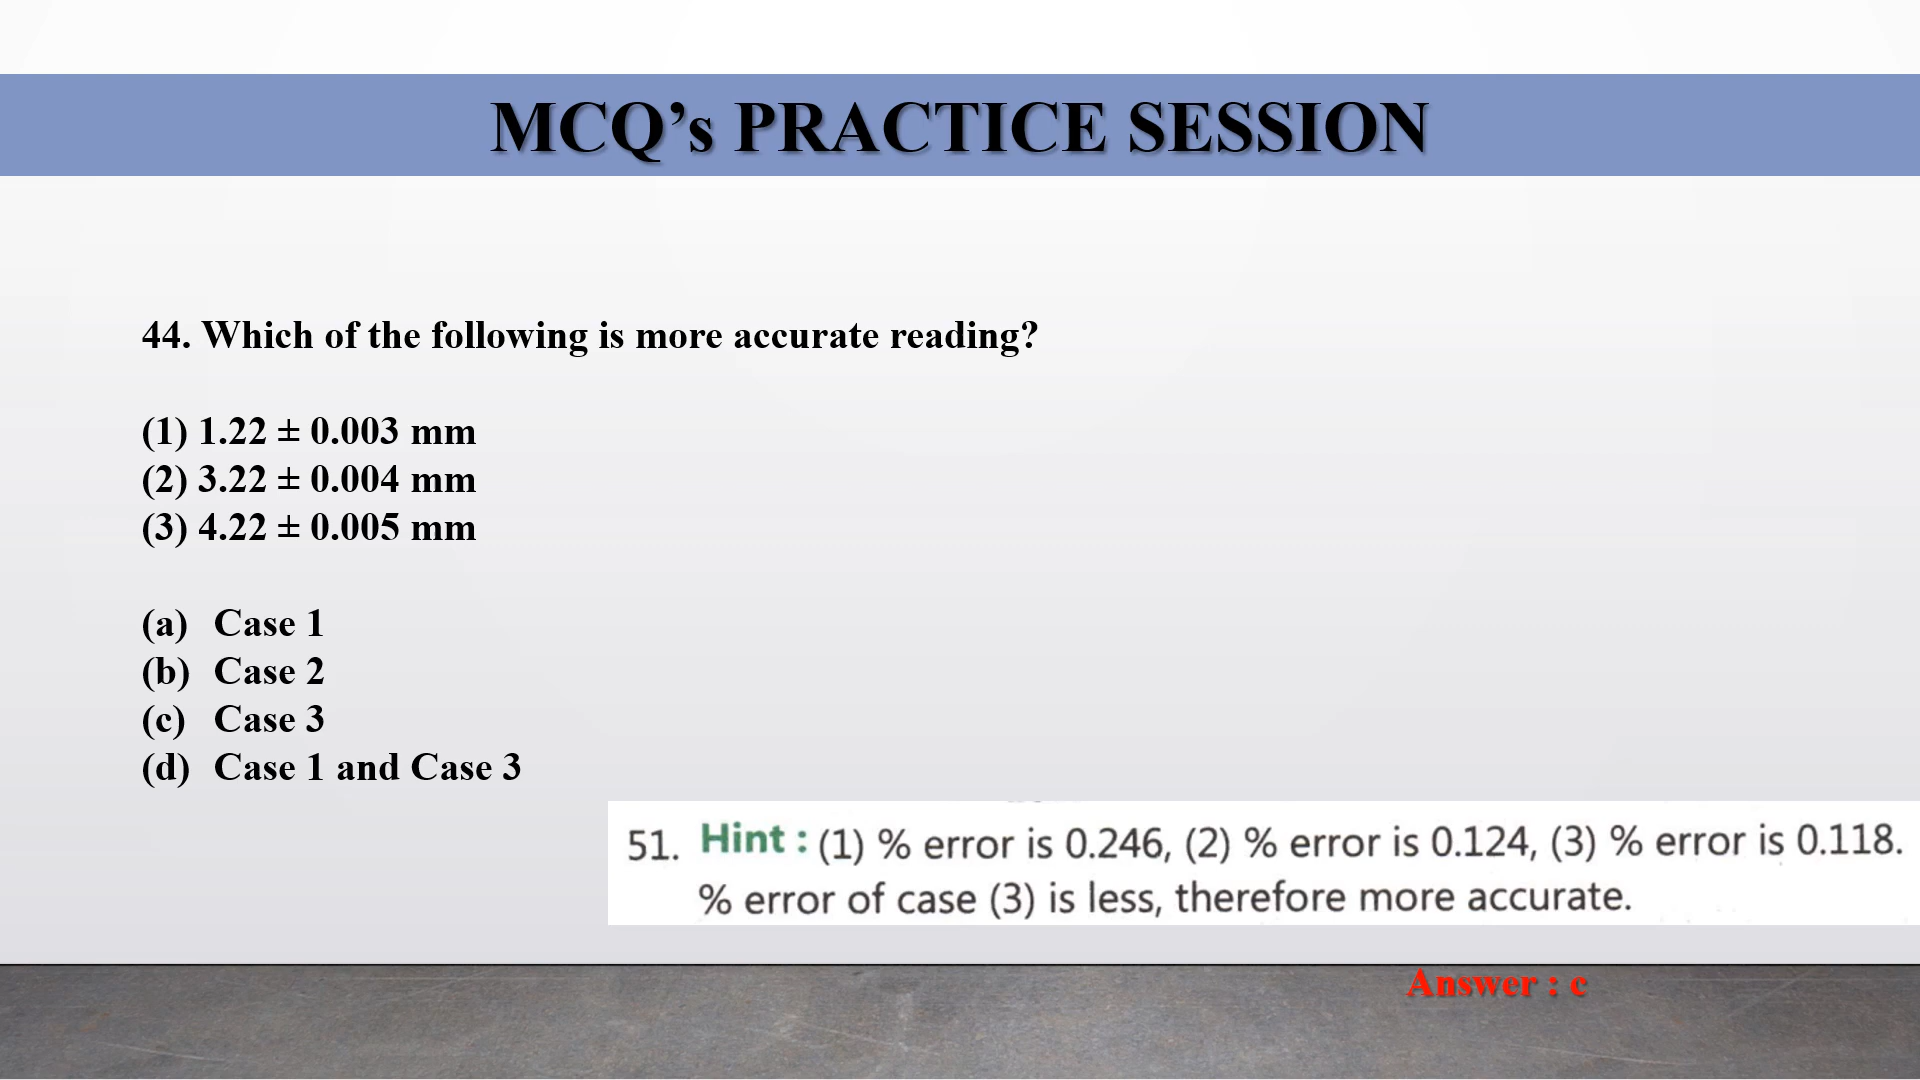 MCQ’s PRACTICE SESSION
44. Which of the following is more accurate reading?
(1) 1.22 ± 0.003 mm
(2) 3.22 ± 0.004 mm
(3) 4.22 ± 0.005 mm
(a) Case 1
(b) Case 2
(c) Case 3
(d) Case 1 and Case 3
51. Hint : (1) % error is 0.246, (2) % error is 0.124, (3) % error is 0.118.
% error of case (3) is less, therefore more accurate.
Answer : c